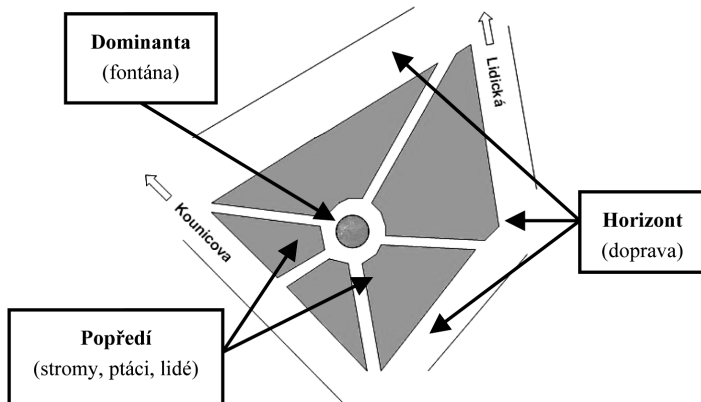 Dominanta
(fontána)
Lidická
Kounicova
Horizont
(doprava)
Popředí
(stromy, ptáci, lidé)